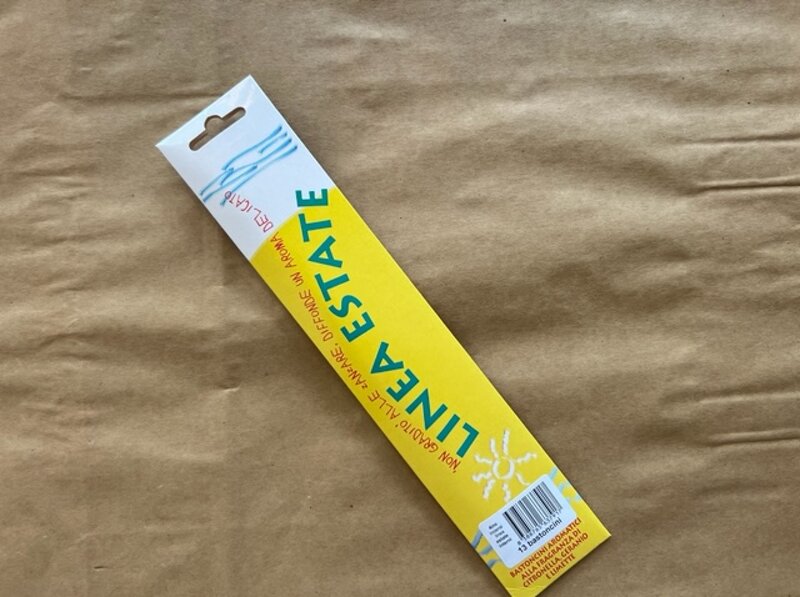 LINEA ESTATE
"NON GRADITO" ALLE ZANZARE, DIFFONDE UN AROMA DELICATO
13 bastoncini
BASTONCINI AROMATICI
ALLA FRAGRANZA DI
CITRONELLA, GERANIO
E LIMETTE